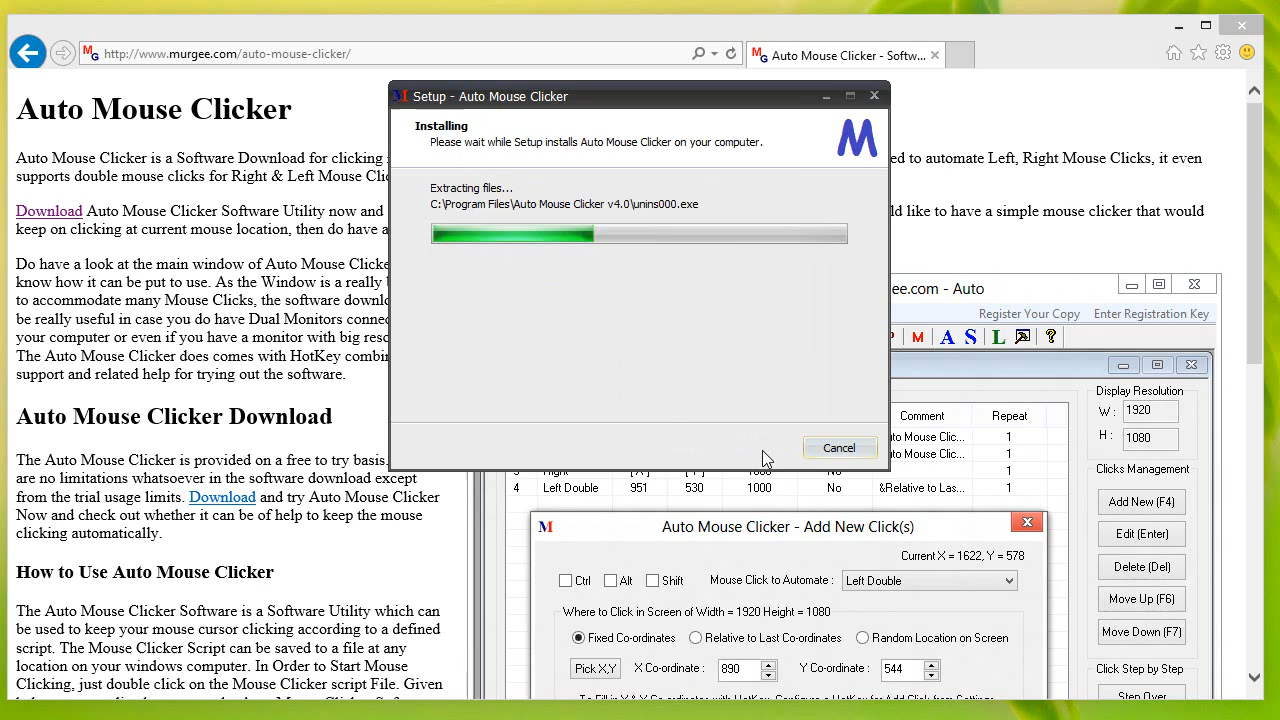 http://www.murgee.com/auto-mouse-clicker/
Auto Mouse Clicker - Softw...
Auto Mouse Clicker
Auto Mouse Clicker is a Software Download for clicking
ed to automate Left, Right Mouse Clicks, it even
supports double mouse clicks for Right & Left Mouse Cli
Download Auto Mouse Clicker Software Utility now and
uld like to have a simple mouse clicker that would
keep on clicking at current mouse location, then do have a
Do have a look at the main window of Auto Mouse Clicke
know how it can be put to use. As the Window is a really b
to accommodate many Mouse Clicks, the software downlo
be really useful in case you do have Dual Monitors connec
your computer or even if you have a monitor with big reso
The Auto Mouse Clicker does comes with HotKey combin
support and related help for trying out the software.
Auto Mouse Clicker Download
The Auto Mouse Clicker is provided on a free to try basis.
are no limitations whatsoever in the software download except
from the trial usage limits. Download and try Auto Mouse Clicker
Now and check out whether it can be of help to keep the mouse
clicking automatically.
How to Use Auto Mouse Clicker
The Auto Mouse Clicker Software is a Software Utility which can
be used to keep your mouse cursor clicking according to a defined
script. The Mouse Clicker Script can be saved to a file at any
location on your windows computer. In Order to Start Mouse
Clicking, just double click on the Mouse Clicker script File. Given
M Setup - Auto Mouse Clicker
Installing
Please wait while Setup installs Auto Mouse Clicker on your computer.
M
Extracting files...
C:\Program Files\Auto Mouse Clicker v4.0\unins000.exe
Cancel
gee.com - Auto
Register Your Copy Enter Registration Key
M A S L ?
Comment Repeat
uto Mouse Clic... 1
uto Mouse Clic... 1
1
4 Left Double 951 530 1000 No &Relative to Las... 1
Display Resolution
W : 1920
H : 1080
Clicks Management
Add New (F4)
Edit (Enter)
Delete (Del)
Move Up (F6)
Move Down (F7)
Click Step by Step
Step Over
M Auto Mouse Clicker - Add New Click(s)
Current X = 1622, Y = 578
Ctrl Alt Shift Mouse Click to Automate : Left Double
Where to Click in Screen of Width = 1920 Height = 1080
Fixed Co-ordinates Relative to Last Co-ordinates Random Location on Screen
Pick X,Y X Co-ordinate : 890 Y Co-ordinate : 544